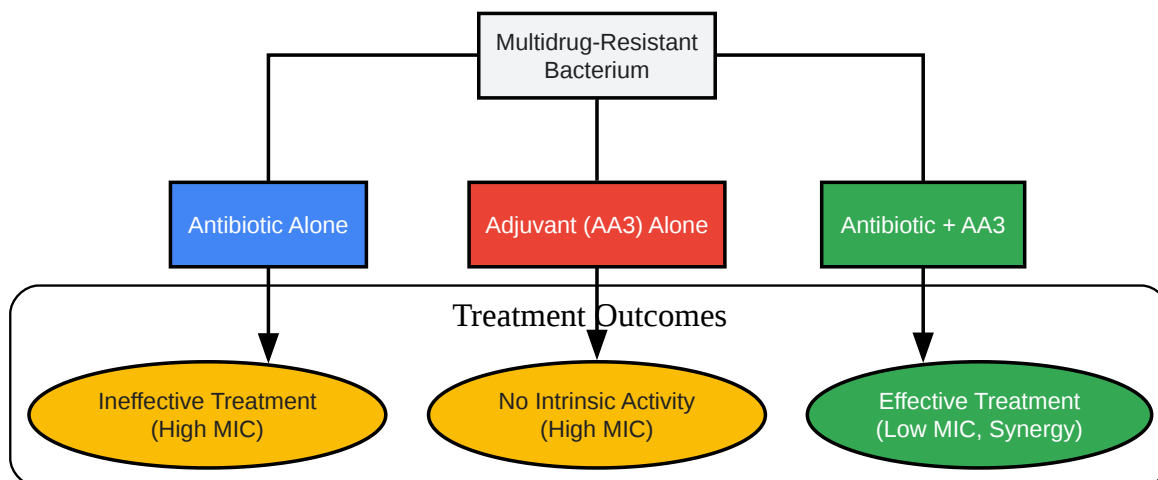 Multidrug-Resistant
Bacterium
Antibiotic Alone
Adjuvant (AA3) Alone
Antibiotic + AA3
Treatment Outcomes
Ineffective Treatment
(High MIC)
No Intrinsic Activity
(High MIC)
Effective Treatment
(Low MIC, Synergy)